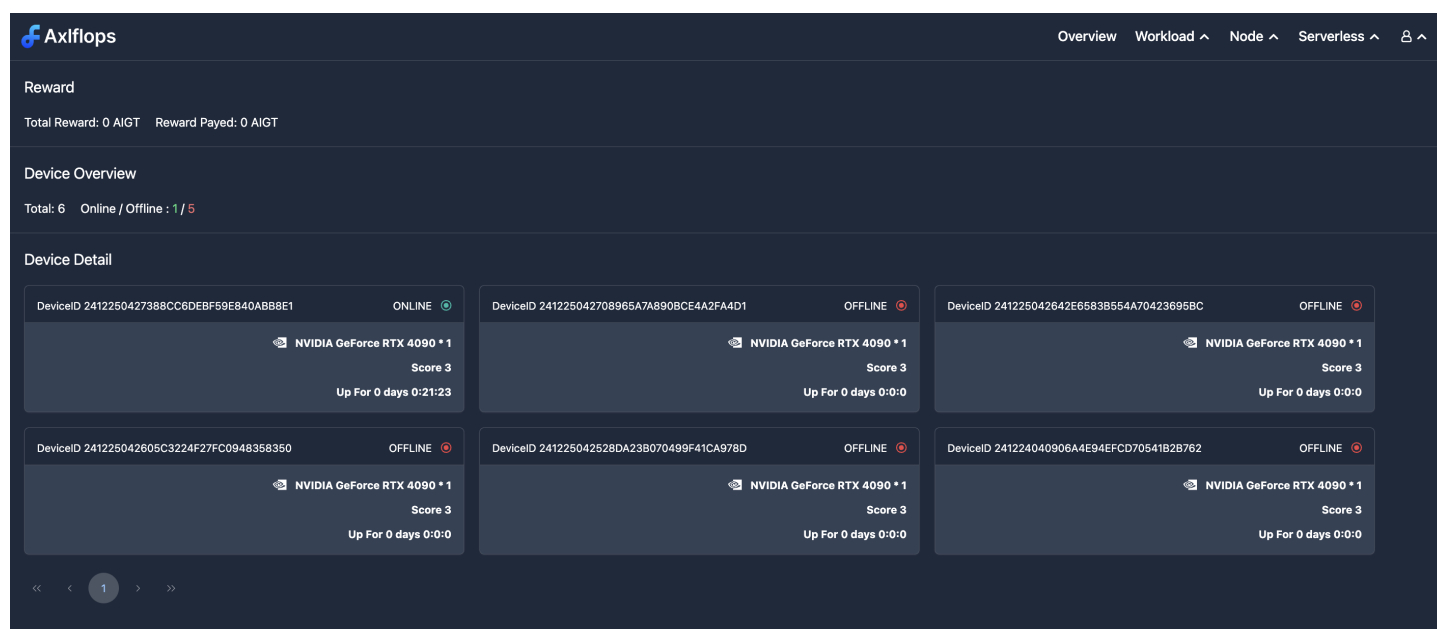 Axlflops
Overview Workload Node Serverless
Reward
Total Reward: 0 AIGT Reward Payed: 0 AIGT
Device Overview
Total: 6 Online / Offline : 1 / 5
Device Detail
DeviceID 2412250427388CC6DEBF59E840ABB8E1 ONLINE
NVIDIA GeForce RTX 4090 * 1
Score 3
Up For 0 days 0:21:23
DeviceID 241225042708965A7A890BCE4A2FA4D1 OFFLINE
NVIDIA GeForce RTX 4090 * 1
Score 3
Up For 0 days 0:0:0
DeviceID 241225042642E6583B554A70423695BC OFFLINE
NVIDIA GeForce RTX 4090 * 1
Score 3
Up For 0 days 0:0:0
DeviceID 241225042605C3224F27FC0948358350 OFFLINE
NVIDIA GeForce RTX 4090 * 1
Score 3
Up For 0 days 0:0:0
DeviceID 241225042528DA23B070499F41CA978D OFFLINE
NVIDIA GeForce RTX 4090 * 1
Score 3
Up For 0 days 0:0:0
DeviceID 241224040906A4E94EFCD70541B2B762 OFFLINE
NVIDIA GeForce RTX 4090 * 1
Score 3
Up For 0 days 0:0:0
« ‹ 1 › »